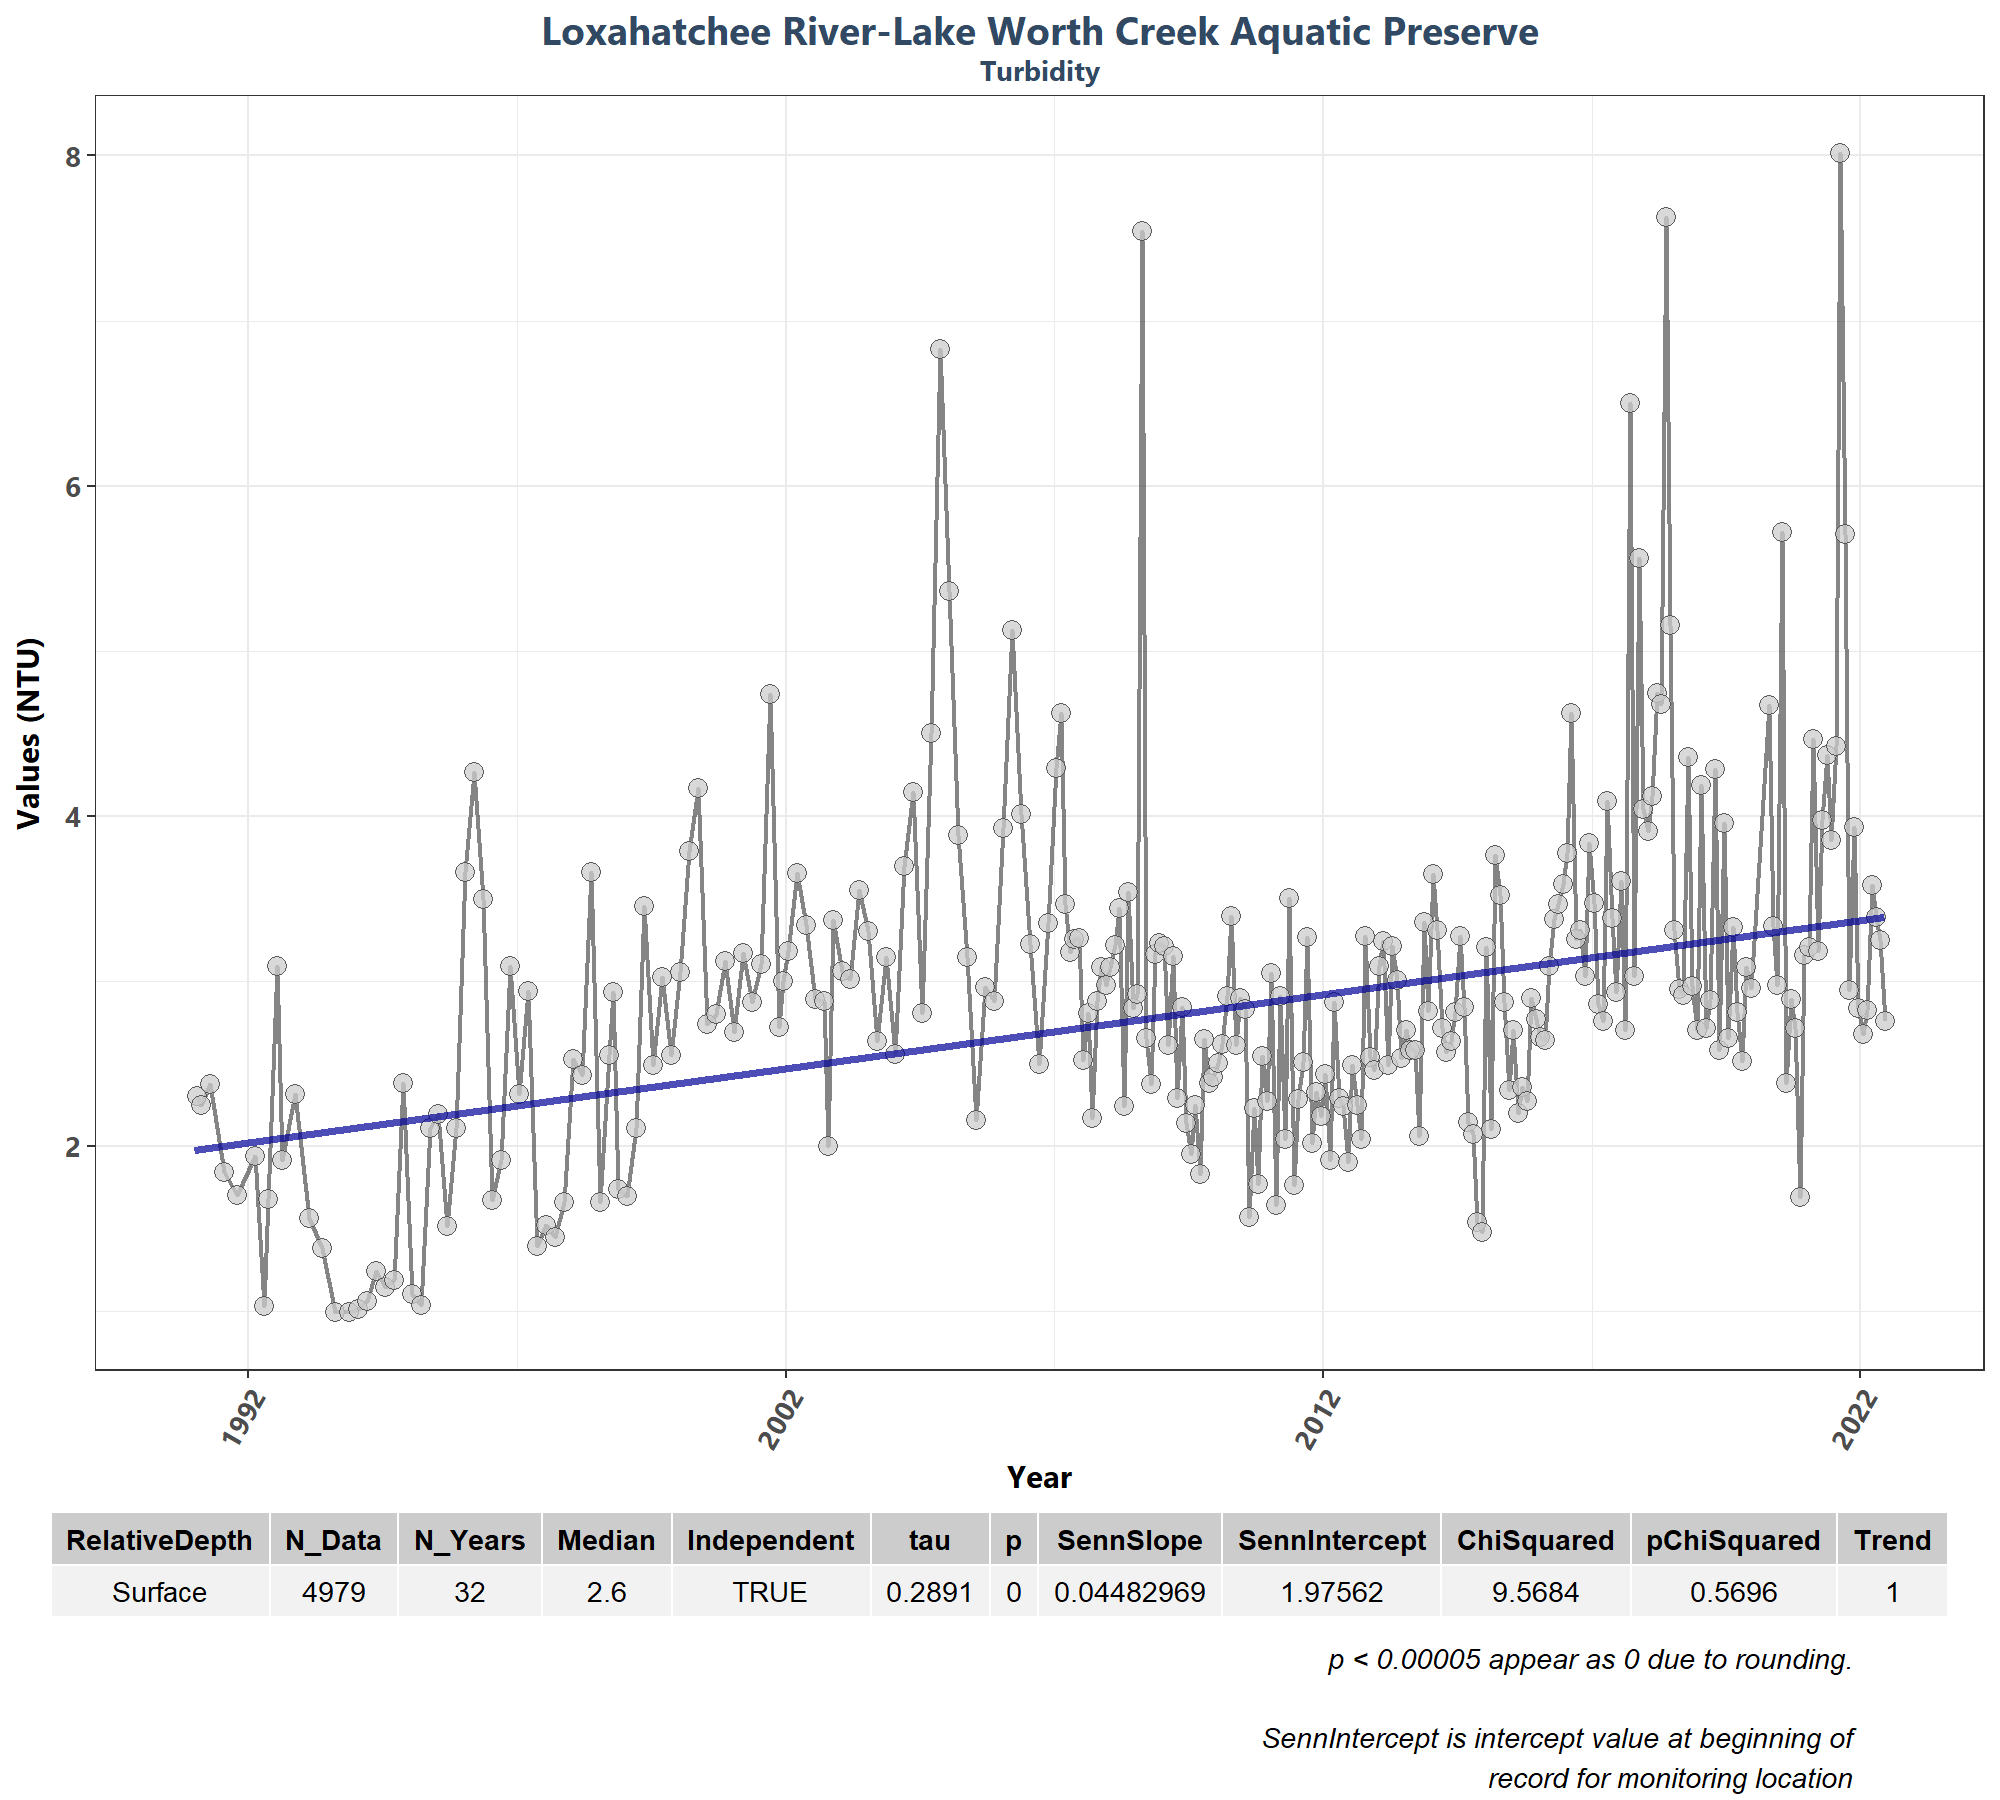 Loxahatchee River-Lake Worth Creek Aquatic Preserve
Turbidity
Values (NTU)
8
6
4
2
1992
2002
2012
2022
Year
RelativeDepth N_Data N_Years Median Independent tau p SennSlope SennIntercept ChiSquared pChiSquared Trend
Surface 4979 32 2.6 TRUE 0.2891 0 0.04482969 1.97562 9.5684 0.5696 1
p < 0.00005 appear as 0 due to rounding.
SennIntercept is intercept value at beginning of
record for monitoring location